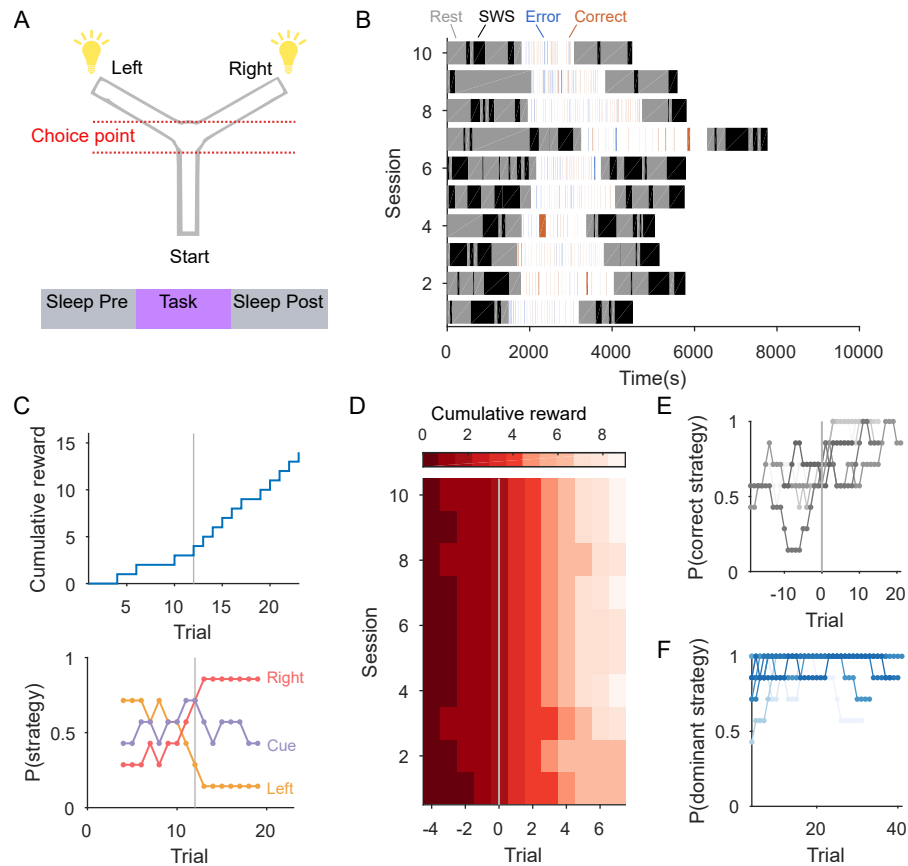 A
Left
Right
Choice point
Start
Sleep Pre
Task
Sleep Post
B
Rest
SWS
Error
Correct
Session
10
8
6
4
2
0
2000
4000
6000
8000
10000
Time(s)
C
Cumulative reward
15
10
5
0
5
10
15
20
Trial
P(strategy)
1
0.5
0
Right
Cue
Left
0
10
20
Trial
D
Cumulative reward
0
2
4
6
8
Session
10
8
6
4
2
-4
-2
0
2
4
6
Trial
E
P(correct strategy)
1
0.5
0
-10
0
10
20
Trial
F
P(dominant strategy)
1
0.5
0
20
40
Trial